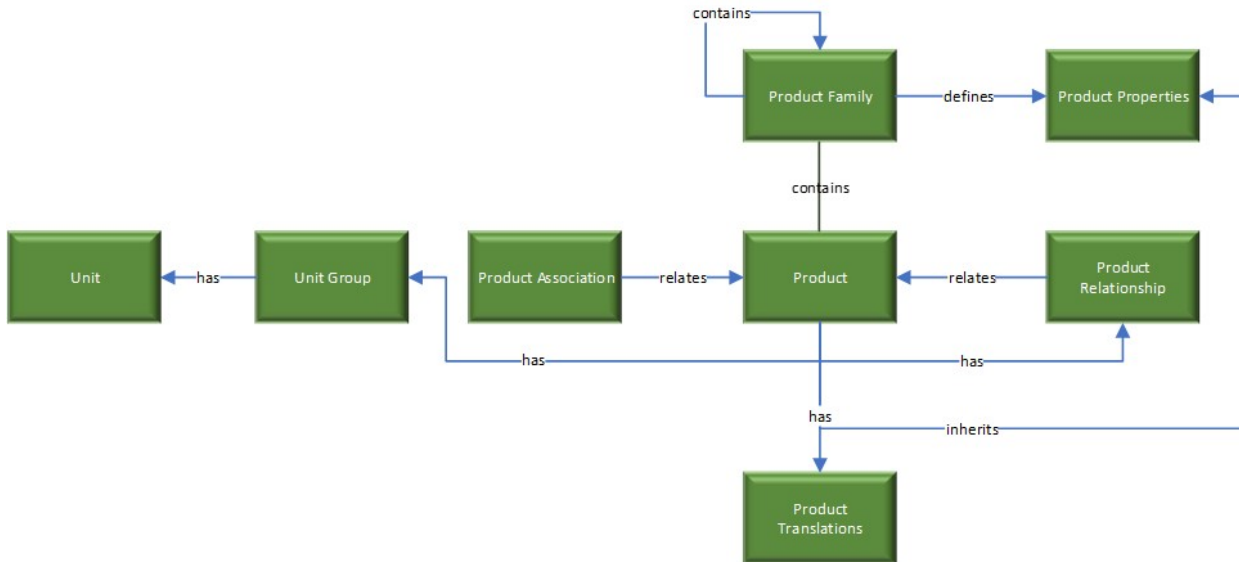 contains
Product Family
defines
Product Properties
contains
Unit
has
Unit Group
Product Association
relates
Product
relates
Product
Relationship
has
has
has
inherits
Product
Translations